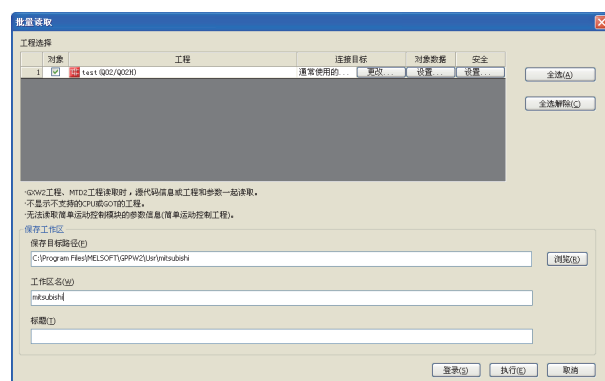 批量读取
工程选择
对象 工程 连接目标 对象数据 安全
1 test(Q02/Q02H) 通常使用的... 更改... 设置... 设置...
全选(A)
全选解除(C)
·GXW2工程、MTD2工程读取时，源代码信息或工程和参数一起读取。
·不显示不支持的CPU或GOT的工程。
·无法读取简单运动控制模块的参数信息(简单运动控制工程)。
保存工作区
保存目标路径(F)
C:\Program Files\MELSOFT\GPPW2\Usr\mitsubishi
浏览(R)
工作区名(W)
mitsubishi
标题(T)
登录(S) 执行(E) 取消